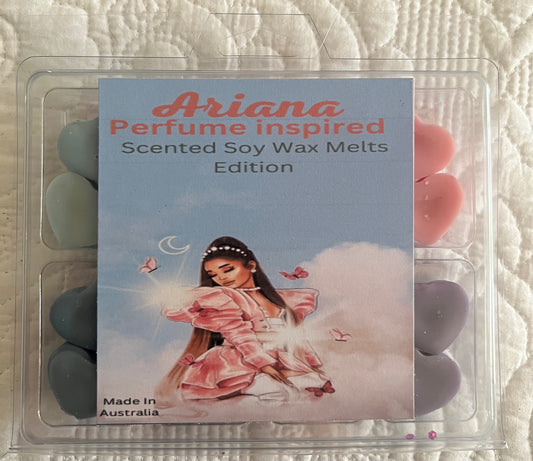 Ariana
Perfume inspired
Scented Soy Wax Melts
Edition
Made In
Australia